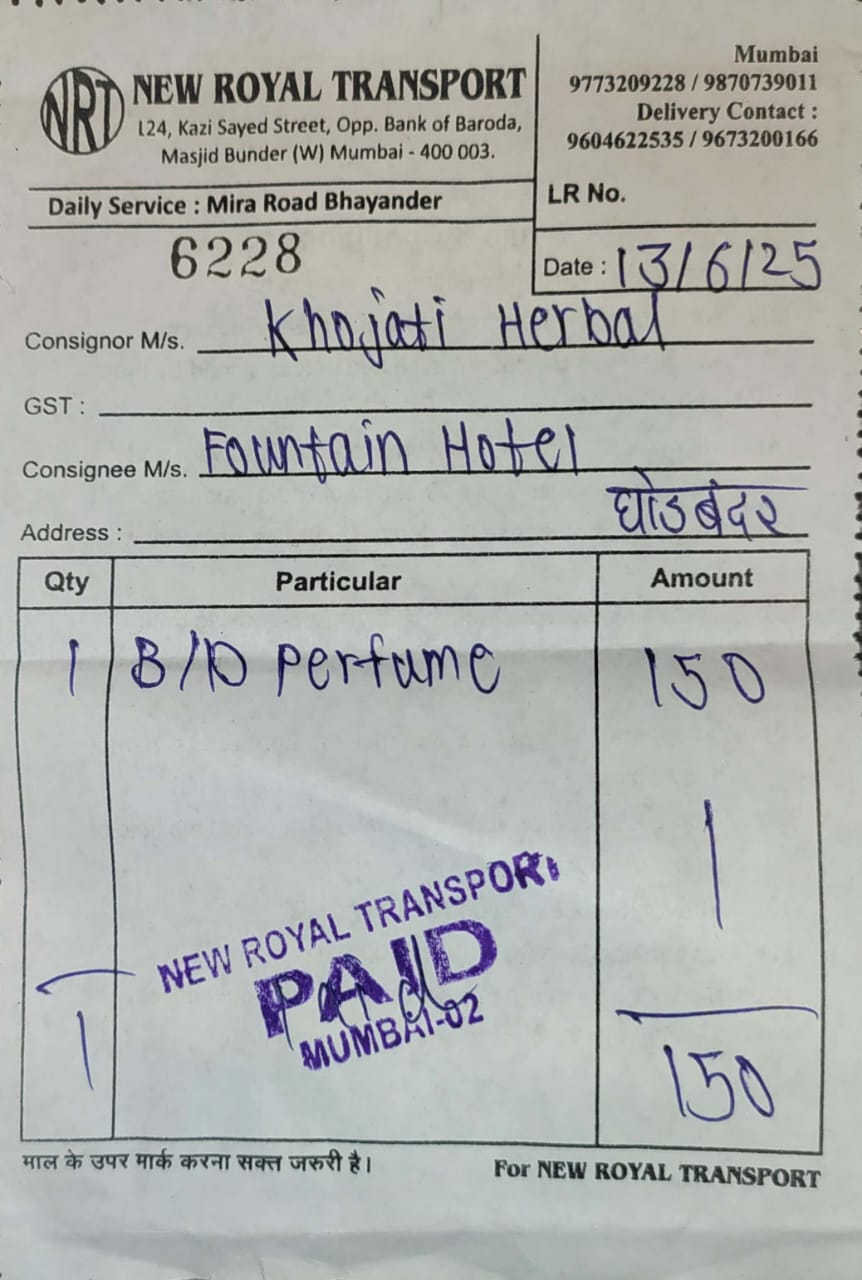 NRT
NEW ROYAL TRANSPORT
124, Kazi Sayed Street, Opp. Bank of Baroda,
Masjid Bunder (W) Mumbai - 400 003.
Mumbai
9773209228 / 9870739011
Delivery Contact :
9604622535 / 9673200166
Daily Service : Mira Road Bhayander
LR No.
6228
Date : 13/6/25
Consignor M/s. Khojati Herbal
GST :
Consignee M/s. Fountain Hotel
Address : घोडबंदर
Qty Particular Amount
1 B/D perfume 150
1
NEW ROYAL TRANSPORT
PAID
Paid
MUMBAI-02
1 150
माल के उपर मार्क करना सक्त जरुरी है।
For NEW ROYAL TRANSPORT